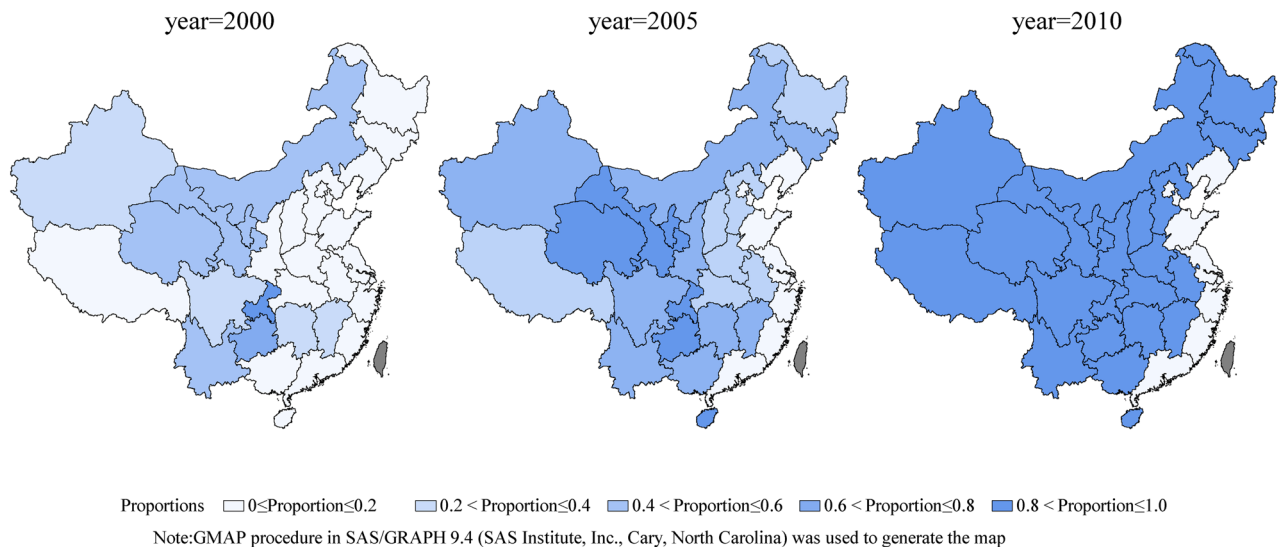 year=2000
year=2005
year=2010
Proportions 0≤Proportion≤0.2 0.2 < Proportion≤0.4 0.4 < Proportion≤0.6 0.6 < Proportion≤0.8 0.8 < Proportion≤1.0
Note:GMAP procedure in SAS/GRAPH 9.4 (SAS Institute, Inc., Cary, North Carolina) was used to generate the map